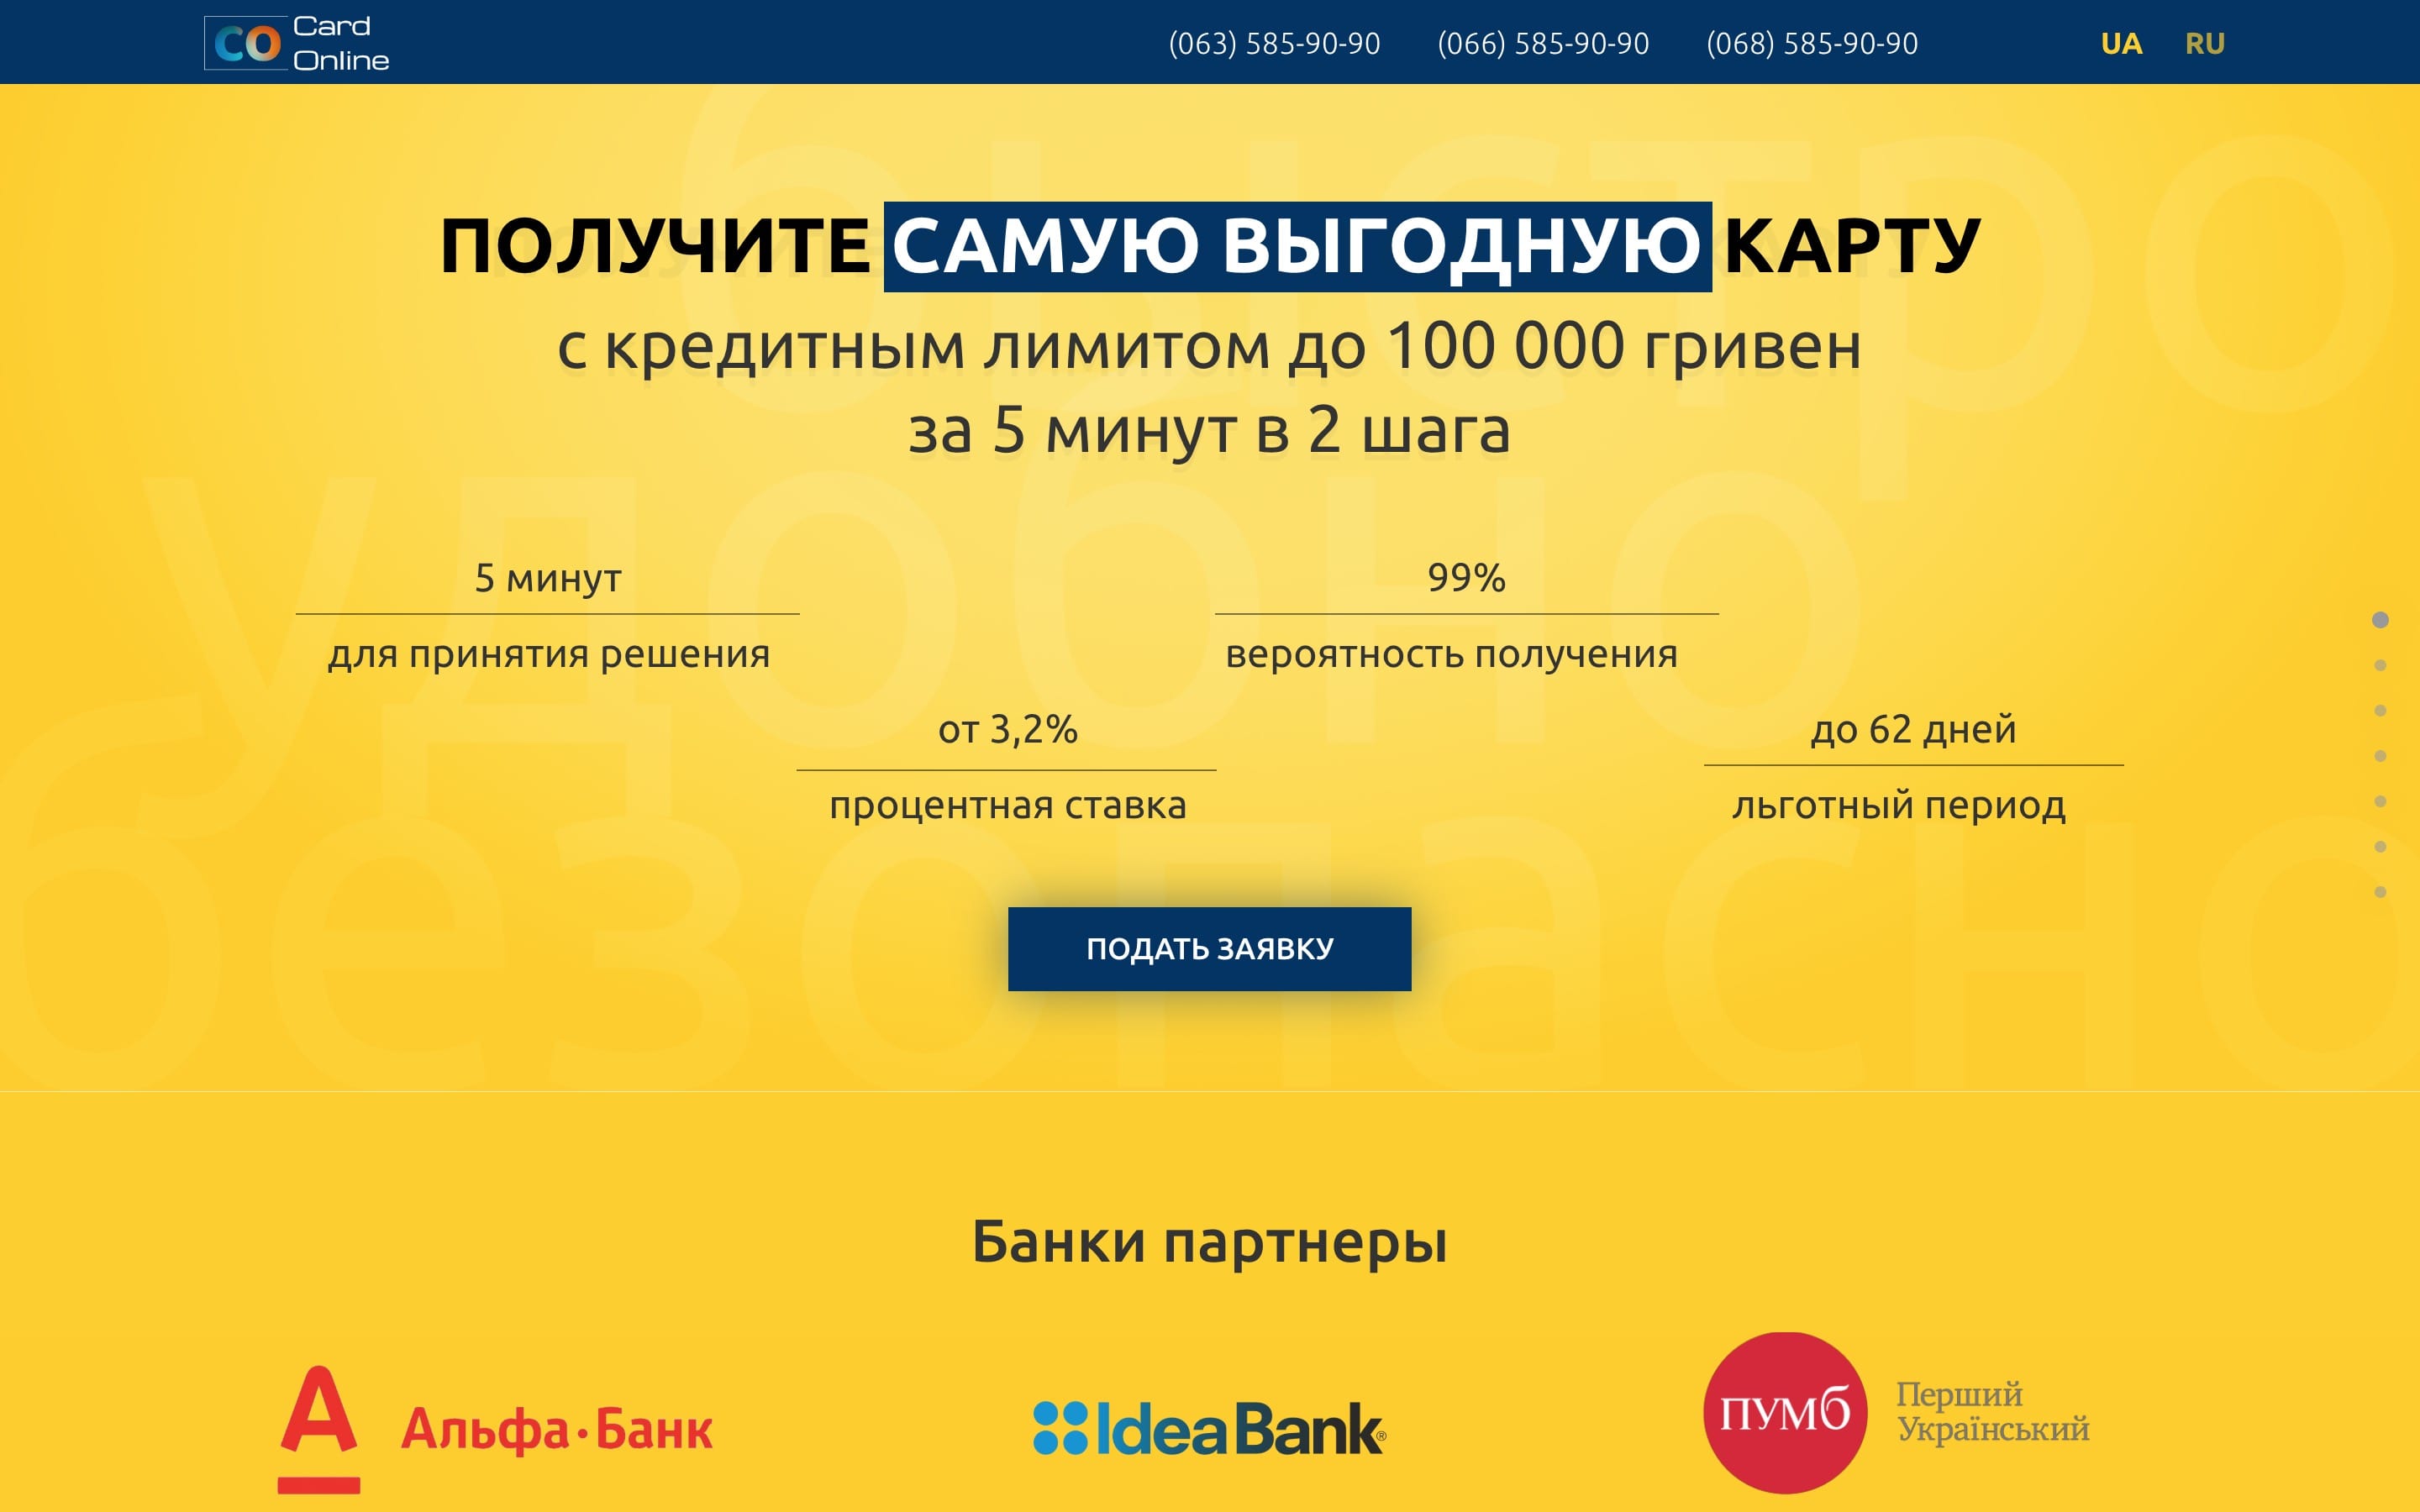 CO Card
Online
(063) 585-90-90 (066) 585-90-90 (068) 585-90-90 UA RU
быстро
ПОЛУЧИТЕ САМУЮ ВЫГОДНУЮ КАРТУ
с кредитным лимитом до 100 000 гривен
за 5 минут в 2 шага
удобно
5 минут
для принятия решения
99%
вероятность получения
от 3,2%
процентная ставка
до 62 дней
льготный период
безопасно
ПОДАТЬ ЗАЯВКУ
Банки партнеры
А Альфа·Банк
IdeaBank®
ПУМБ
Перший
Український